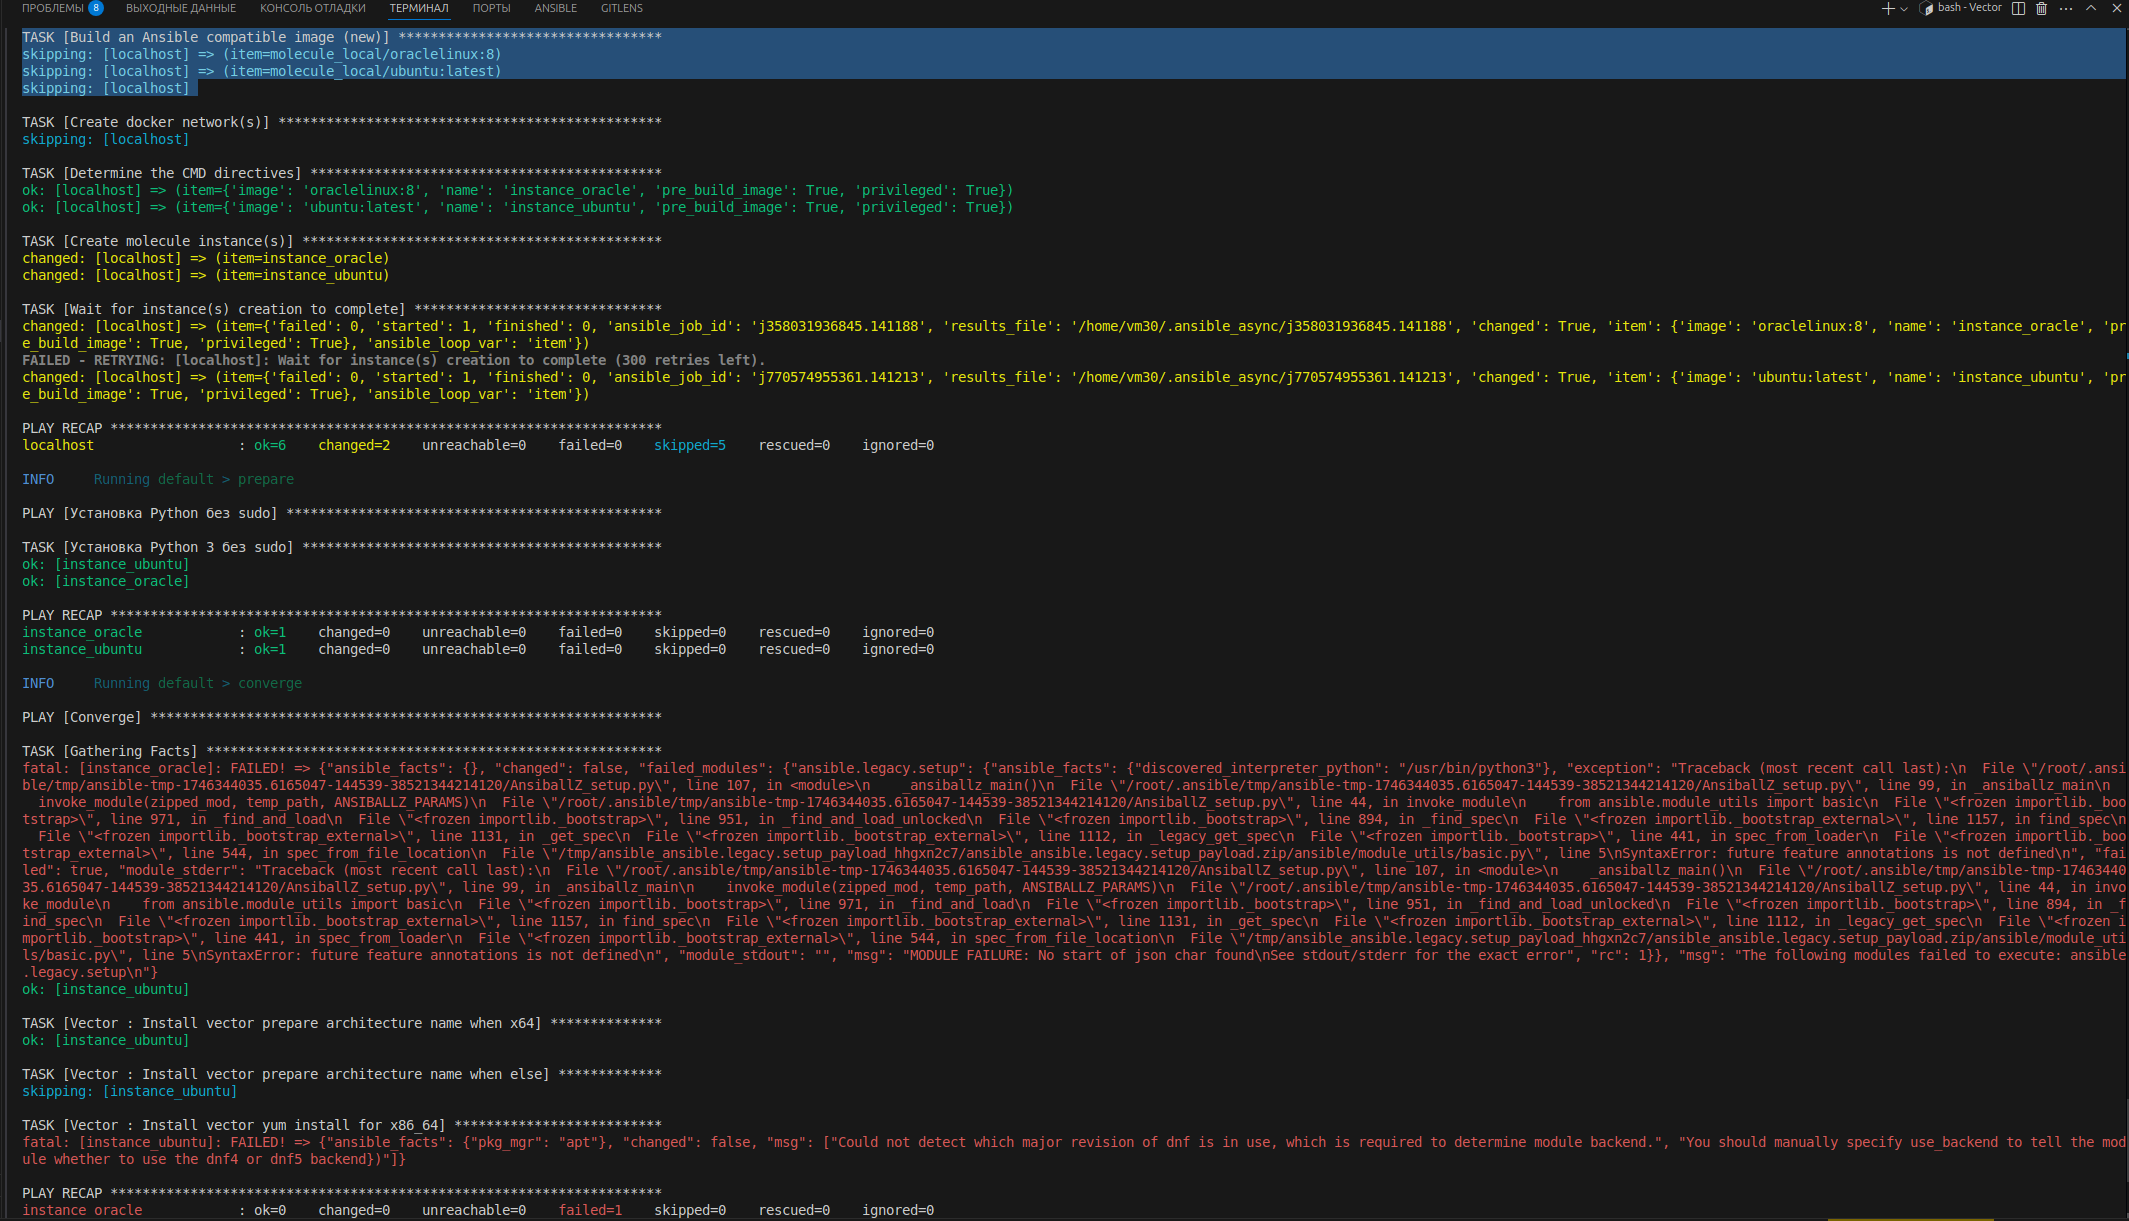 ПРОБЛЕМЫ 8 ВЫХОДНЫЕ ДАННЫЕ КОНСОЛЬ ОТЛАДКИ ТЕРМИНАЛ ПОРТЫ ANSIBLE GITLENS bash - Vector
TASK [Build an Ansible compatible image (new)] *********************************
skipping: [localhost] => (item=molecule_local/oraclelinux:8)
skipping: [localhost] => (item=molecule_local/ubuntu:latest)
skipping: [localhost]
TASK [Create docker network(s)] ************************************************
skipping: [localhost]
TASK [Determine the CMD directives] ********************************************
ok: [localhost] => (item={'image': 'oraclelinux:8', 'name': 'instance_oracle', 'pre_build_image': True, 'privileged': True})
ok: [localhost] => (item={'image': 'ubuntu:latest', 'name': 'instance_ubuntu', 'pre_build_image': True, 'privileged': True})
TASK [Create molecule instance(s)] *********************************************
changed: [localhost] => (item=instance_oracle)
changed: [localhost] => (item=instance_ubuntu)
TASK [Wait for instance(s) creation to complete] *******************************
changed: [localhost] => (item={'failed': 0, 'started': 1, 'finished': 0, 'ansible_job_id': 'j358031936845.141188', 'results_file': '/home/vm30/.ansible_async/j358031936845.141188', 'changed': True, 'item': {'image': 'oraclelinux:8', 'name': 'instance_oracle', 'pr
e_build_image': True, 'privileged': True}, 'ansible_loop_var': 'item'})
FAILED - RETRYING: [localhost]: Wait for instance(s) creation to complete (300 retries left).
changed: [localhost] => (item={'failed': 0, 'started': 1, 'finished': 0, 'ansible_job_id': 'j770574955361.141213', 'results_file': '/home/vm30/.ansible_async/j770574955361.141213', 'changed': True, 'item': {'image': 'ubuntu:latest', 'name': 'instance_ubuntu', 'pr
e_build_image': True, 'privileged': True}, 'ansible_loop_var': 'item'})
PLAY RECAP *********************************************************************
localhost : ok=6 changed=2 unreachable=0 failed=0 skipped=5 rescued=0 ignored=0
INFO Running default > prepare
PLAY [Установка Python без sudo] ***********************************************
TASK [Установка Python 3 без sudo] *********************************************
ok: [instance_ubuntu]
ok: [instance_oracle]
PLAY RECAP *********************************************************************
instance_oracle : ok=1 changed=0 unreachable=0 failed=0 skipped=0 rescued=0 ignored=0
instance_ubuntu : ok=1 changed=0 unreachable=0 failed=0 skipped=0 rescued=0 ignored=0
INFO Running default > converge
PLAY [Converge] ****************************************************************
TASK [Gathering Facts] *********************************************************
fatal: [instance_oracle]: FAILED! => {"ansible_facts": {}, "changed": false, "failed_modules": {"ansible.legacy.setup": {"ansible_facts": {"discovered_interpreter_python": "/usr/bin/python3"}, "exception": "Traceback (most recent call last):\n  File \"/root/.ansi
ble/tmp/ansible-tmp-1746344035.6165047-144539-38521344214120/AnsiballZ_setup.py\", line 107, in <module>\n    _ansiballz_main()\n  File \"/root/.ansible/tmp/ansible-tmp-1746344035.6165047-144539-38521344214120/AnsiballZ_setup.py\", line 99, in _ansiballz_main\n
  invoke_module(zipped_mod, temp_path, ANSIBALLZ_PARAMS)\n  File \"/root/.ansible/tmp/ansible-tmp-1746344035.6165047-144539-38521344214120/AnsiballZ_setup.py\", line 44, in invoke_module\n    from ansible.module_utils import basic\n  File \"<frozen importlib._boo
tstrap>\", line 971, in _find_and_load\n  File \"<frozen importlib._bootstrap>\", line 951, in _find_and_load_unlocked\n  File \"<frozen importlib._bootstrap>\", line 894, in _find_spec\n  File \"<frozen importlib._bootstrap_external>\", line 1157, in find_spec\n
  File \"<frozen importlib._bootstrap_external>\", line 1131, in _get_spec\n  File \"<frozen importlib._bootstrap_external>\", line 1112, in _legacy_get_spec\n  File \"<frozen importlib._bootstrap>\", line 441, in spec_from_loader\n  File \"<frozen importlib._boo
tstrap_external>\", line 544, in spec_from_file_location\n  File \"/tmp/ansible_ansible.legacy.setup_payload_hhgxn2c7/ansible_ansible.legacy.setup_payload.zip/ansible/module_utils/basic.py\", line 5\nSyntaxError: future feature annotations is not defined\n", "fai
led": true, "module_stderr": "Traceback (most recent call last):\n  File \"/root/.ansible/tmp/ansible-tmp-1746344035.6165047-144539-38521344214120/AnsiballZ_setup.py\", line 107, in <module>\n    _ansiballz_main()\n  File \"/root/.ansible/tmp/ansible-tmp-17463440
35.6165047-144539-38521344214120/AnsiballZ_setup.py\", line 99, in _ansiballz_main\n    invoke_module(zipped_mod, temp_path, ANSIBALLZ_PARAMS)\n  File \"/root/.ansible/tmp/ansible-tmp-1746344035.6165047-144539-38521344214120/AnsiballZ_setup.py\", line 44, in invo
ke_module\n    from ansible.module_utils import basic\n  File \"<frozen importlib._bootstrap>\", line 971, in _find_and_load\n  File \"<frozen importlib._bootstrap>\", line 951, in _find_and_load_unlocked\n  File \"<frozen importlib._bootstrap>\", line 894, in _f
ind_spec\n  File \"<frozen importlib._bootstrap_external>\", line 1157, in find_spec\n  File \"<frozen importlib._bootstrap_external>\", line 1131, in _get_spec\n  File \"<frozen importlib._bootstrap_external>\", line 1112, in _legacy_get_spec\n  File \"<frozen i
mportlib._bootstrap>\", line 441, in spec_from_loader\n  File \"<frozen importlib._bootstrap_external>\", line 544, in spec_from_file_location\n  File \"/tmp/ansible_ansible.legacy.setup_payload_hhgxn2c7/ansible_ansible.legacy.setup_payload.zip/ansible/module_uti
ls/basic.py\", line 5\nSyntaxError: future feature annotations is not defined\n", "module_stdout": "", "msg": "MODULE FAILURE: No start of json char found\nSee stdout/stderr for the exact error", "rc": 1}}, "msg": "The following modules failed to execute: ansible
.legacy.setup\n"}
ok: [instance_ubuntu]
TASK [Vector : Install vector prepare architecture name when x64] **************
ok: [instance_ubuntu]
TASK [Vector : Install vector prepare architecture name when else] *************
skipping: [instance_ubuntu]
TASK [Vector : Install vector yum install for x86_64] **************************
fatal: [instance_ubuntu]: FAILED! => {"ansible_facts": {"pkg_mgr": "apt"}, "changed": false, "msg": ["Could not detect which major revision of dnf is in use, which is required to determine module backend.", "You should manually specify use_backend to tell the mod
ule whether to use the dnf4 or dnf5 backend})"]}
PLAY RECAP *********************************************************************
instance_oracle : ok=0 changed=0 unreachable=0 failed=1 skipped=0 rescued=0 ignored=0